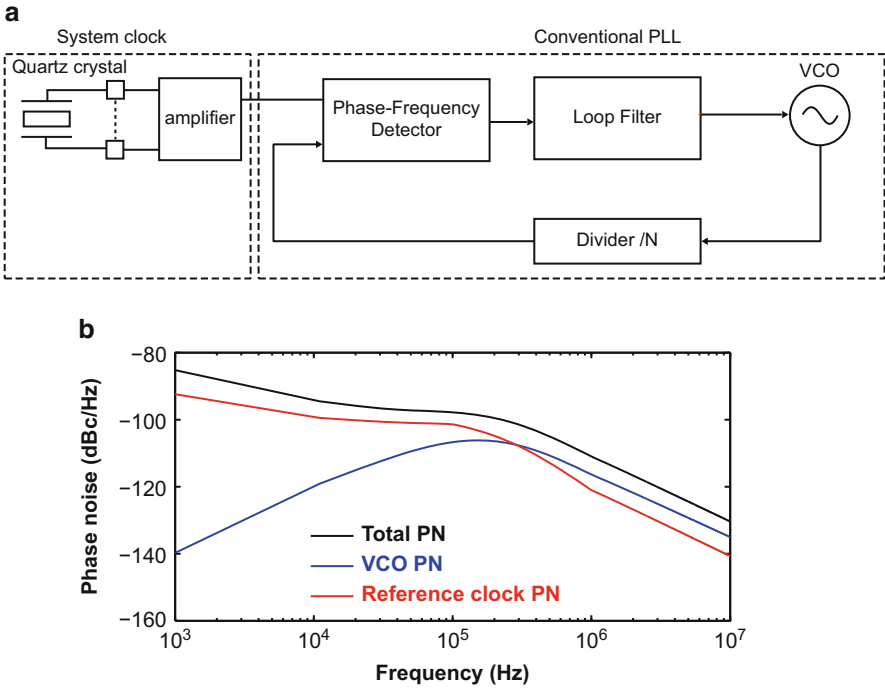 a
System clock
Conventional PLL
Quartz crystal
VCO
amplifier
Phase-Frequency
Detector
Loop Filter
Divider /N
b
−80
−100
−120
−140
−160
Phase noise (dBc/Hz)
Total PN
VCO PN
Reference clock PN
10³
10⁴
10⁵
10⁶
10⁷
Frequency (Hz)